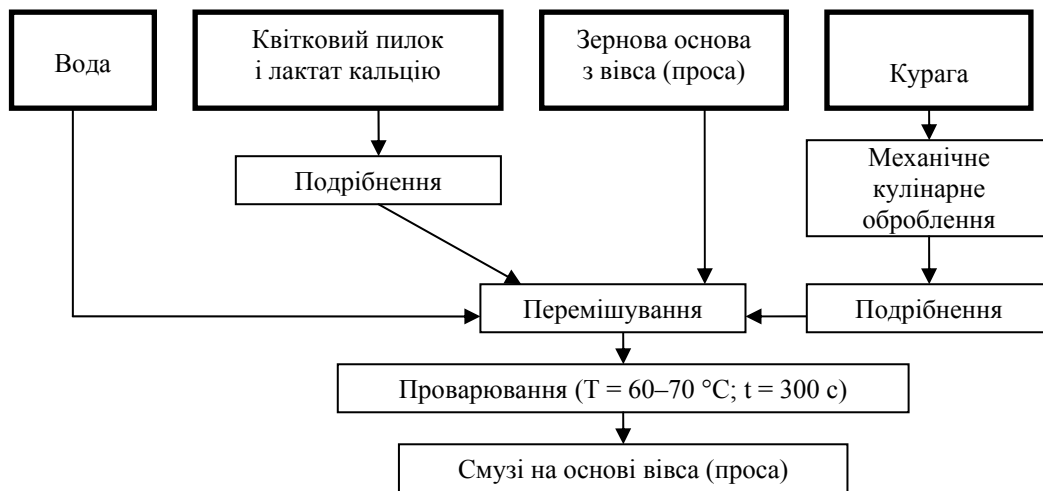 Вода
Квітковий пилок
і лактат кальцію
Зернова основа
з вівса (проса)
Курага
Подрібнення
Механічне
кулінарне
оброблення
Перемішування
Подрібнення
Проварювання (Т = 60–70 °С; t = 300 с)
Смузі на основі вівса (проса)